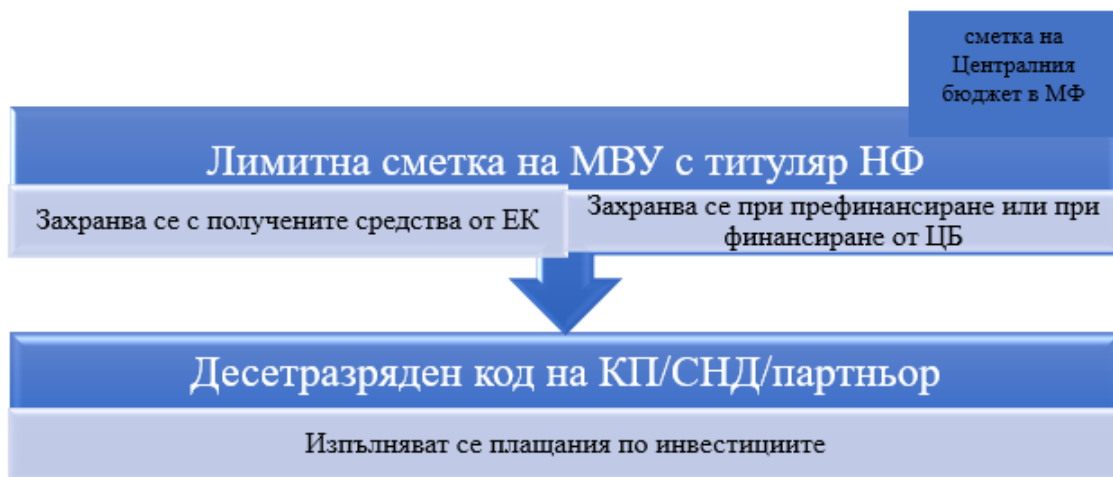 сметка на
Централния
бюджет в МФ
Лимитна сметка на МВУ с титуляр НФ
Захранва се с получените средства от ЕК
Захранва се при префинансиране или при
финансиране от ЦБ
Десетразряден код на КП/СНД/партньор
Изпълняват се плащания по инвестициите